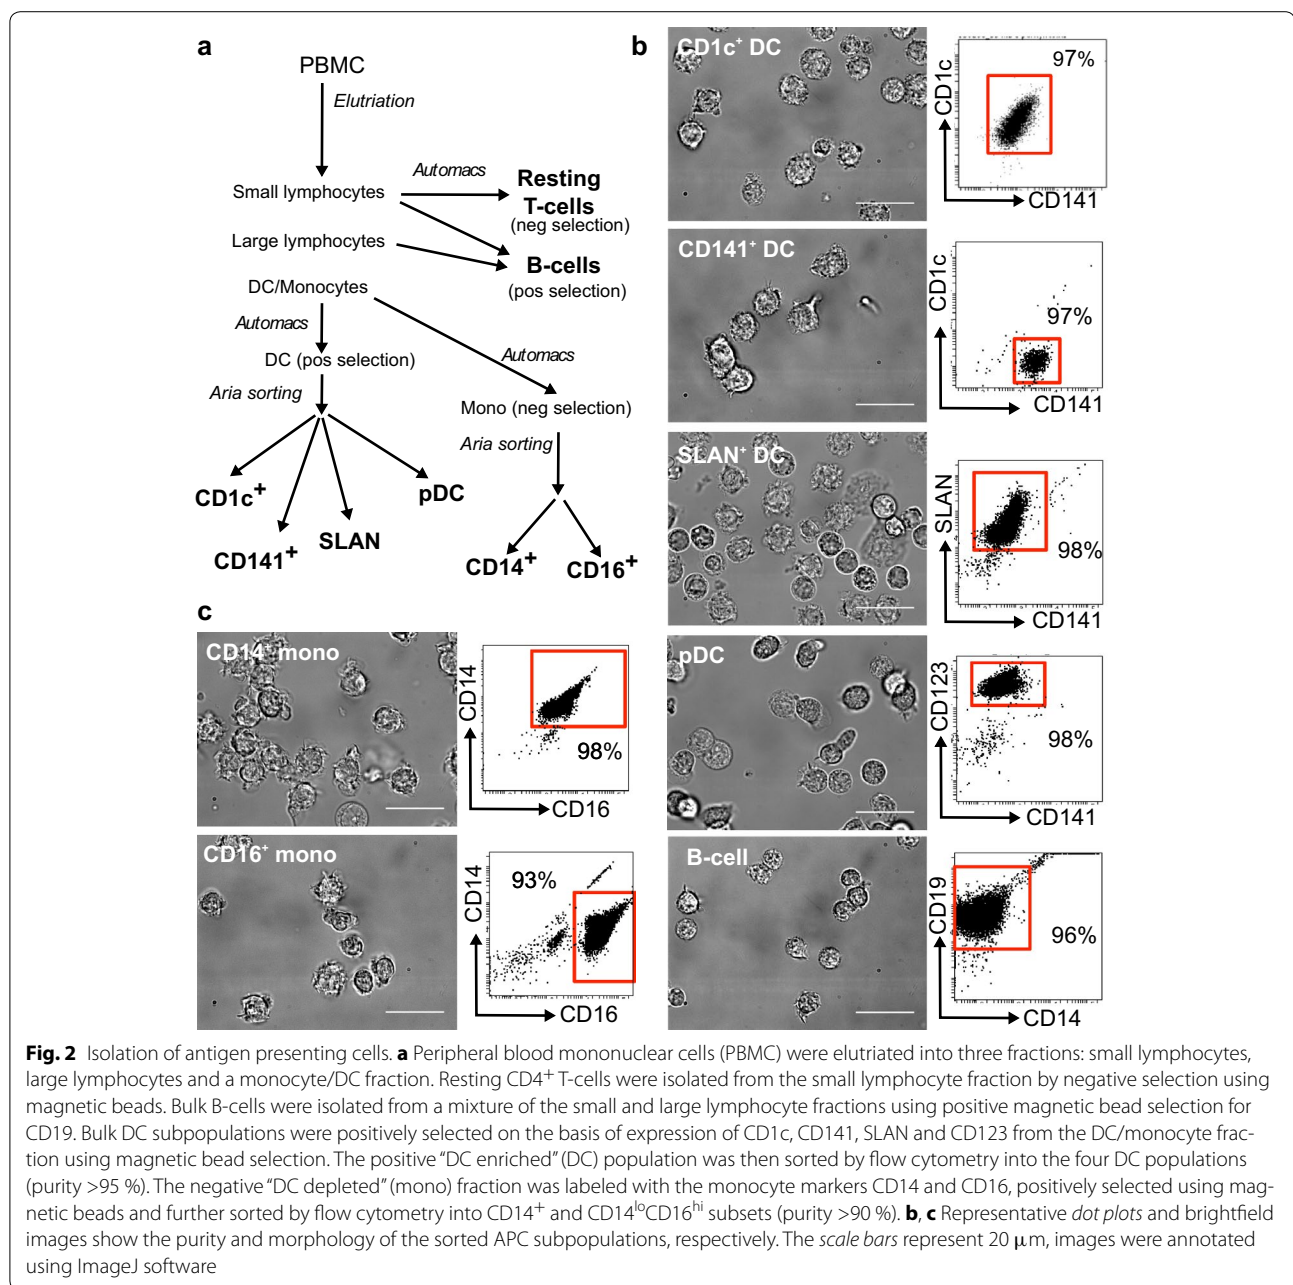 a
PBMC
Elutriation
Small lymphocytes
Automacs
Resting
T-cells
(neg selection)
Large lymphocytes
B-cells
(pos selection)
DC/Monocytes
Automacs
DC (pos selection)
Automacs
Aria sorting
Mono (neg selection)
Aria sorting
CD1c+
pDC
CD141+
SLAN
CD14+
CD16+
b
CD1c+ DC
CD1c
97%
CD141
CD141+ DC
CD1c
97%
CD141
SLAN+ DC
SLAN
98%
CD141
pDC
CD123
98%
CD141
B-cell
CD19
96%
CD14
c
CD14+ mono
CD14
98%
CD16
CD16+ mono
CD14
93%
CD16
Fig. 2 Isolation of antigen presenting cells. a Peripheral blood mononuclear cells (PBMC) were elutriated into three fractions: small lymphocytes,
large lymphocytes and a monocyte/DC fraction. Resting CD4+ T-cells were isolated from the small lymphocyte fraction by negative selection using
magnetic beads. Bulk B-cells were isolated from a mixture of the small and large lymphocyte fractions using positive magnetic bead selection for
CD19. Bulk DC subpopulations were positively selected on the basis of expression of CD1c, CD141, SLAN and CD123 from the DC/monocyte frac-
tion using magnetic bead selection. The positive “DC enriched” (DC) population was then sorted by flow cytometry into the four DC populations
(purity >95 %). The negative “DC depleted” (mono) fraction was labeled with the monocyte markers CD14 and CD16, positively selected using mag-
netic beads and further sorted by flow cytometry into CD14+ and CD14loCD16hi subsets (purity >90 %). b, c Representative dot plots and brightfield
images show the purity and morphology of the sorted APC subpopulations, respectively. The scale bars represent 20 μm, images were annotated
using ImageJ software